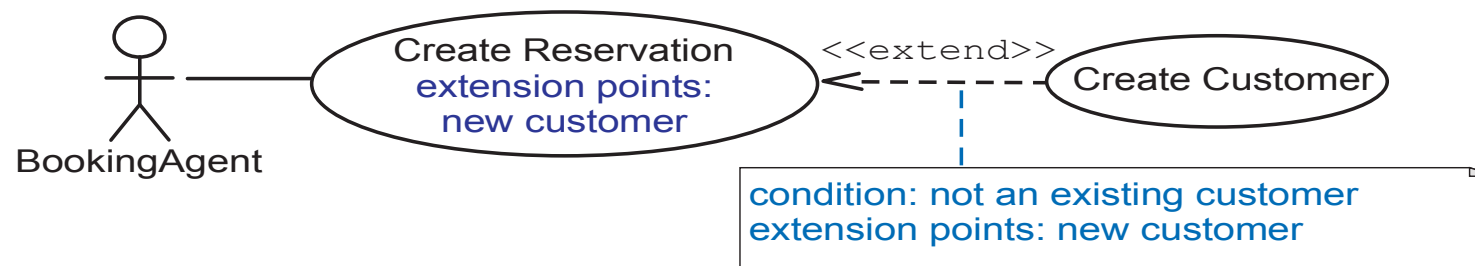 Create Reservation
extension points:
new customer
<<extend>>
Create Customer
BookingAgent
condition: not an existing customer
extension points: new customer